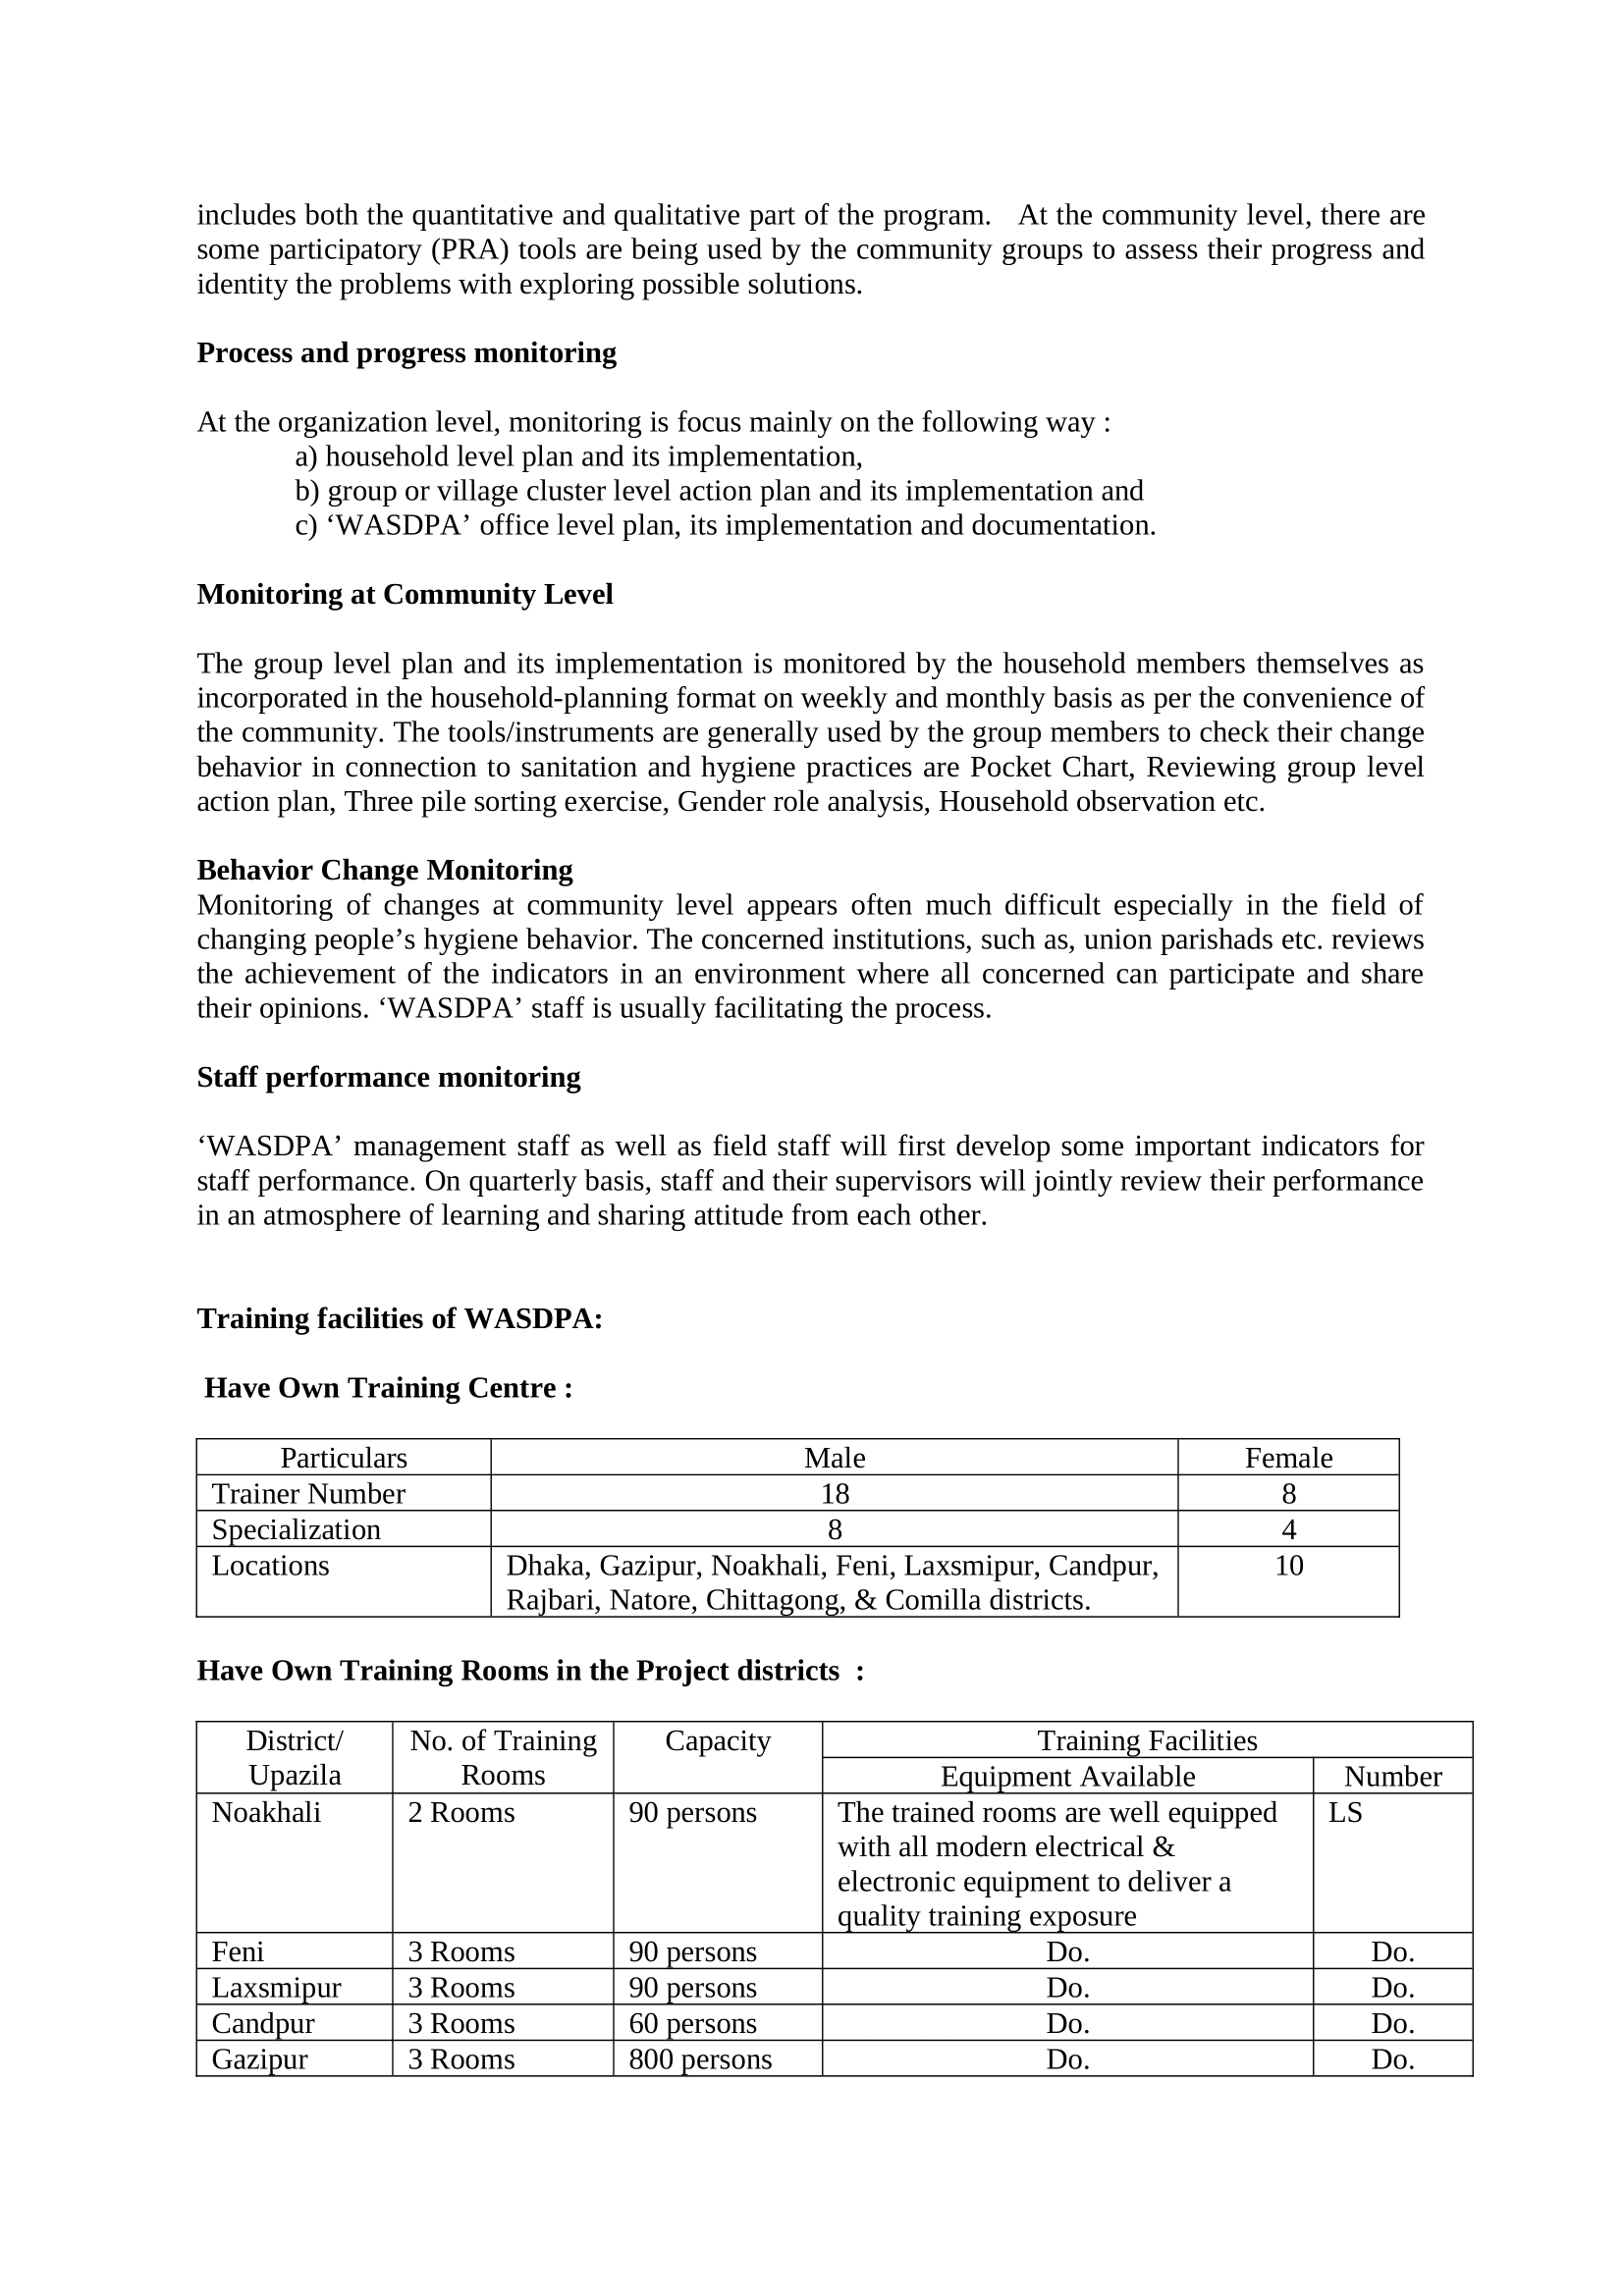 includes both the quantitative and qualitative part of the program.   At the community level, there are
some participatory (PRA) tools are being used by the community groups to assess their progress and
identity the problems with exploring possible solutions.
Process and progress monitoring
At the organization level, monitoring is focus mainly on the following way :
a) household level plan and its implementation,
b) group or village cluster level action plan and its implementation and
c) ‘WASDPA’ office level plan, its implementation and documentation.
Monitoring at Community Level
The group level plan and its implementation is monitored by the household members themselves as
incorporated in the household-planning format on weekly and monthly basis as per the convenience of
the community. The tools/instruments are generally used by the group members to check their change
behavior in connection to sanitation and hygiene practices are Pocket Chart, Reviewing group level
action plan, Three pile sorting exercise, Gender role analysis, Household observation etc.
Behavior Change Monitoring
Monitoring of changes at community level appears often much difficult especially in the field of
changing people’s hygiene behavior. The concerned institutions, such as, union parishads etc. reviews
the achievement of the indicators in an environment where all concerned can participate and share
their opinions. ‘WASDPA’ staff is usually facilitating the process.
Staff performance monitoring
‘WASDPA’ management staff as well as field staff will first develop some important indicators for
staff performance. On quarterly basis, staff and their supervisors will jointly review their performance
in an atmosphere of learning and sharing attitude from each other.
Training facilities of WASDPA:
Have Own Training Centre :
Particulars Male Female
Trainer Number 18 8
Specialization 8 4
Locations Dhaka, Gazipur, Noakhali, Feni, Laxsmipur, Candpur, 10
Rajbari, Natore, Chittagong, & Comilla districts.
Have Own Training Rooms in the Project districts  :
District/ No. of Training Capacity Training Facilities
Upazila Rooms Equipment Available Number
Noakhali 2 Rooms 90 persons The trained rooms are well equipped LS
with all modern electrical &
electronic equipment to deliver a
quality training exposure
Feni 3 Rooms 90 persons Do. Do.
Laxsmipur 3 Rooms 90 persons Do. Do.
Candpur 3 Rooms 60 persons Do. Do.
Gazipur 3 Rooms 800 persons Do. Do.